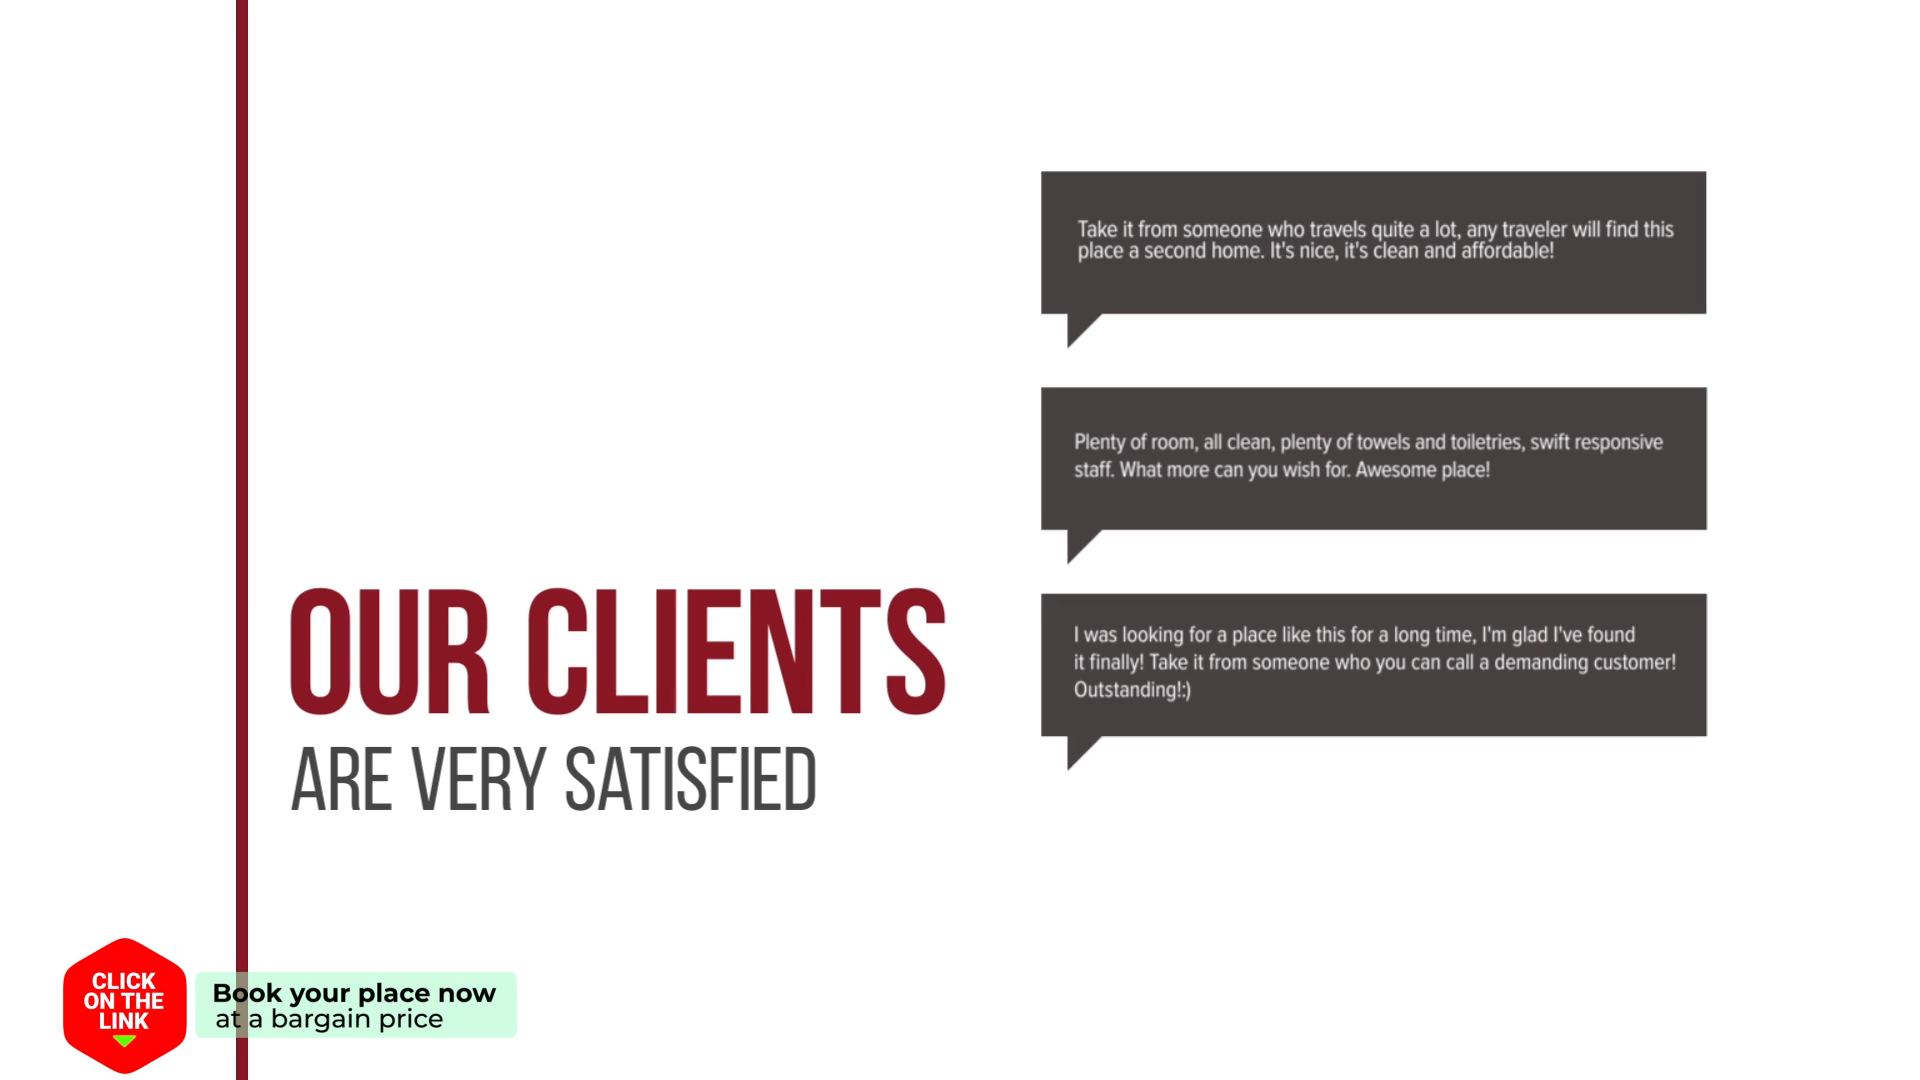 Take it from someone who travels quite a lot, any traveler will find this
place a second home. It's nice, it's clean and affordable!
Plenty of room, all clean, plenty of towels and toiletries, swift responsive
staff. What more can you wish for. Awesome place!
I was looking for a place like this for a long time, I'm glad I've found
it finally! Take it from someone who you can call a demanding customer!
Outstanding!:)
OUR CLIENTS
ARE VERY SATISFIED
CLICK
ON THE
LINK
Book your place now
at a bargain price